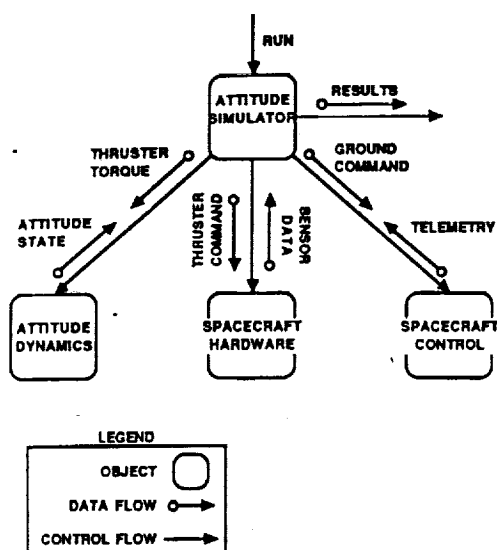 RUN
ATTITUDE
SIMULATOR
RESULTS
THRUSTER
TORQUE
GROUND
COMMAND
ATTITUDE
STATE
THRUSTER
COMMAND
SENSOR
DATA
TELEMETRY
ATTITUDE
DYNAMICS
SPACECRAFT
HARDWARE
SPACECRAFT
CONTROL
LEGEND
OBJECT
DATA FLOW
CONTROL FLOW